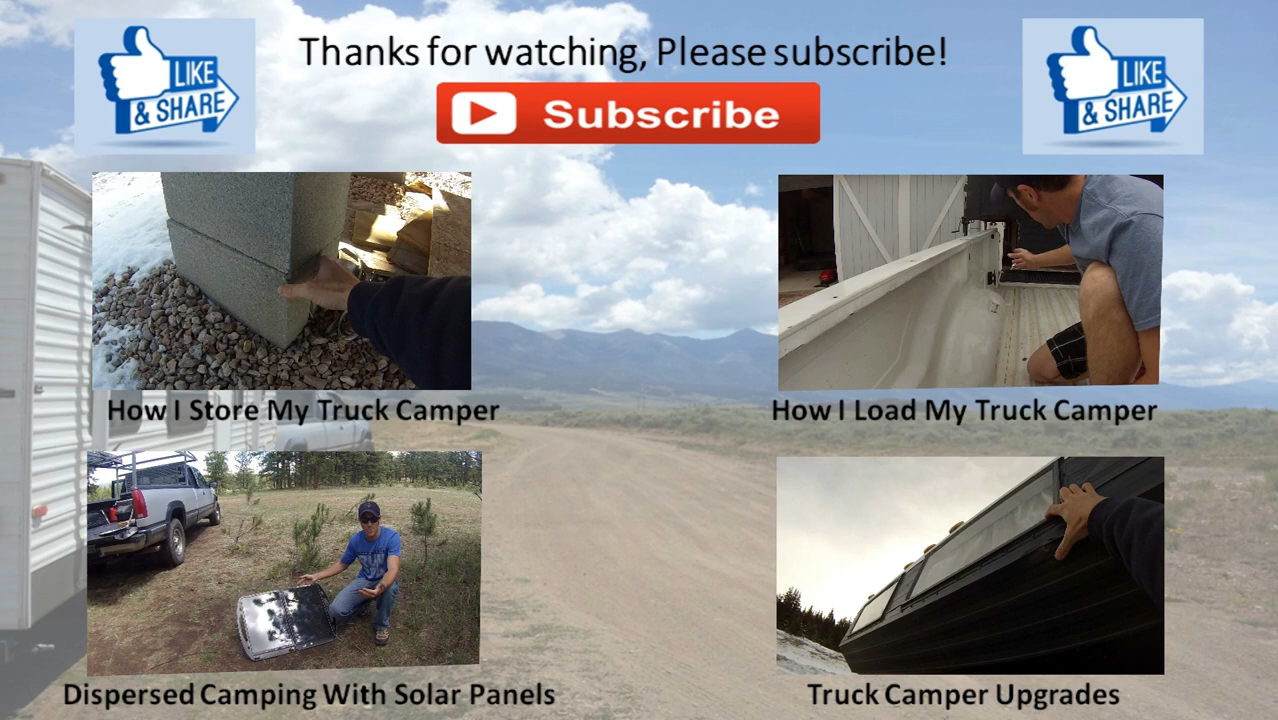 LIKE
& SHARE
Thanks for watching, Please subscribe!
Subscribe
LIKE
& SHARE
How I Store My Truck Camper
How I Load My Truck Camper
Dispersed Camping With Solar Panels
Truck Camper Upgrades